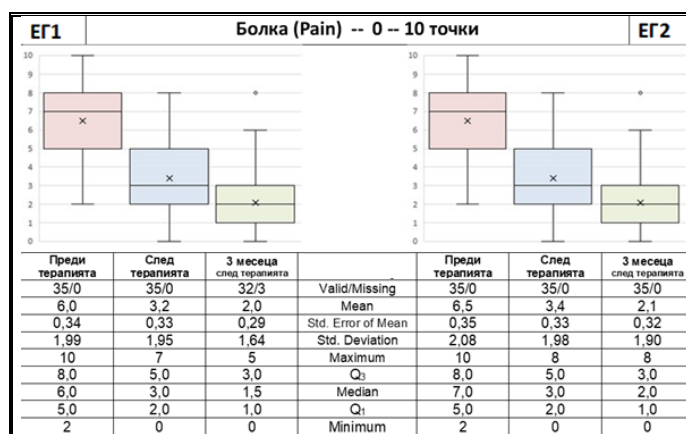 ЕГ1 Болка (Pain) -- 0 -- 10 точки ЕГ2
10 10
9 9
8 8
7 7
6 6
5 5
4 4
3 3
2 2
1 1
0 0
Преди След 3 месеца Преди След 3 месеца
терапията терапията след терапията терапията терапията след терапията
35/0 35/0 32/3 Valid/Missing 35/0 35/0 35/0
6,0 3,2 2,0 Mean 6,5 3,4 2,1
0,34 0,33 0,29 Std. Error of Mean 0,35 0,33 0,32
1,99 1,95 1,64 Std. Deviation 2,08 1,98 1,90
10 7 5 Maximum 10 8 8
8,0 5,0 3,0 Q3 8,0 5,0 3,0
6,0 3,0 1,5 Median 7,0 3,0 2,0
5,0 2,0 1,0 Q1 5,0 2,0 1,0
2 0 0 Minimum 2 0 0